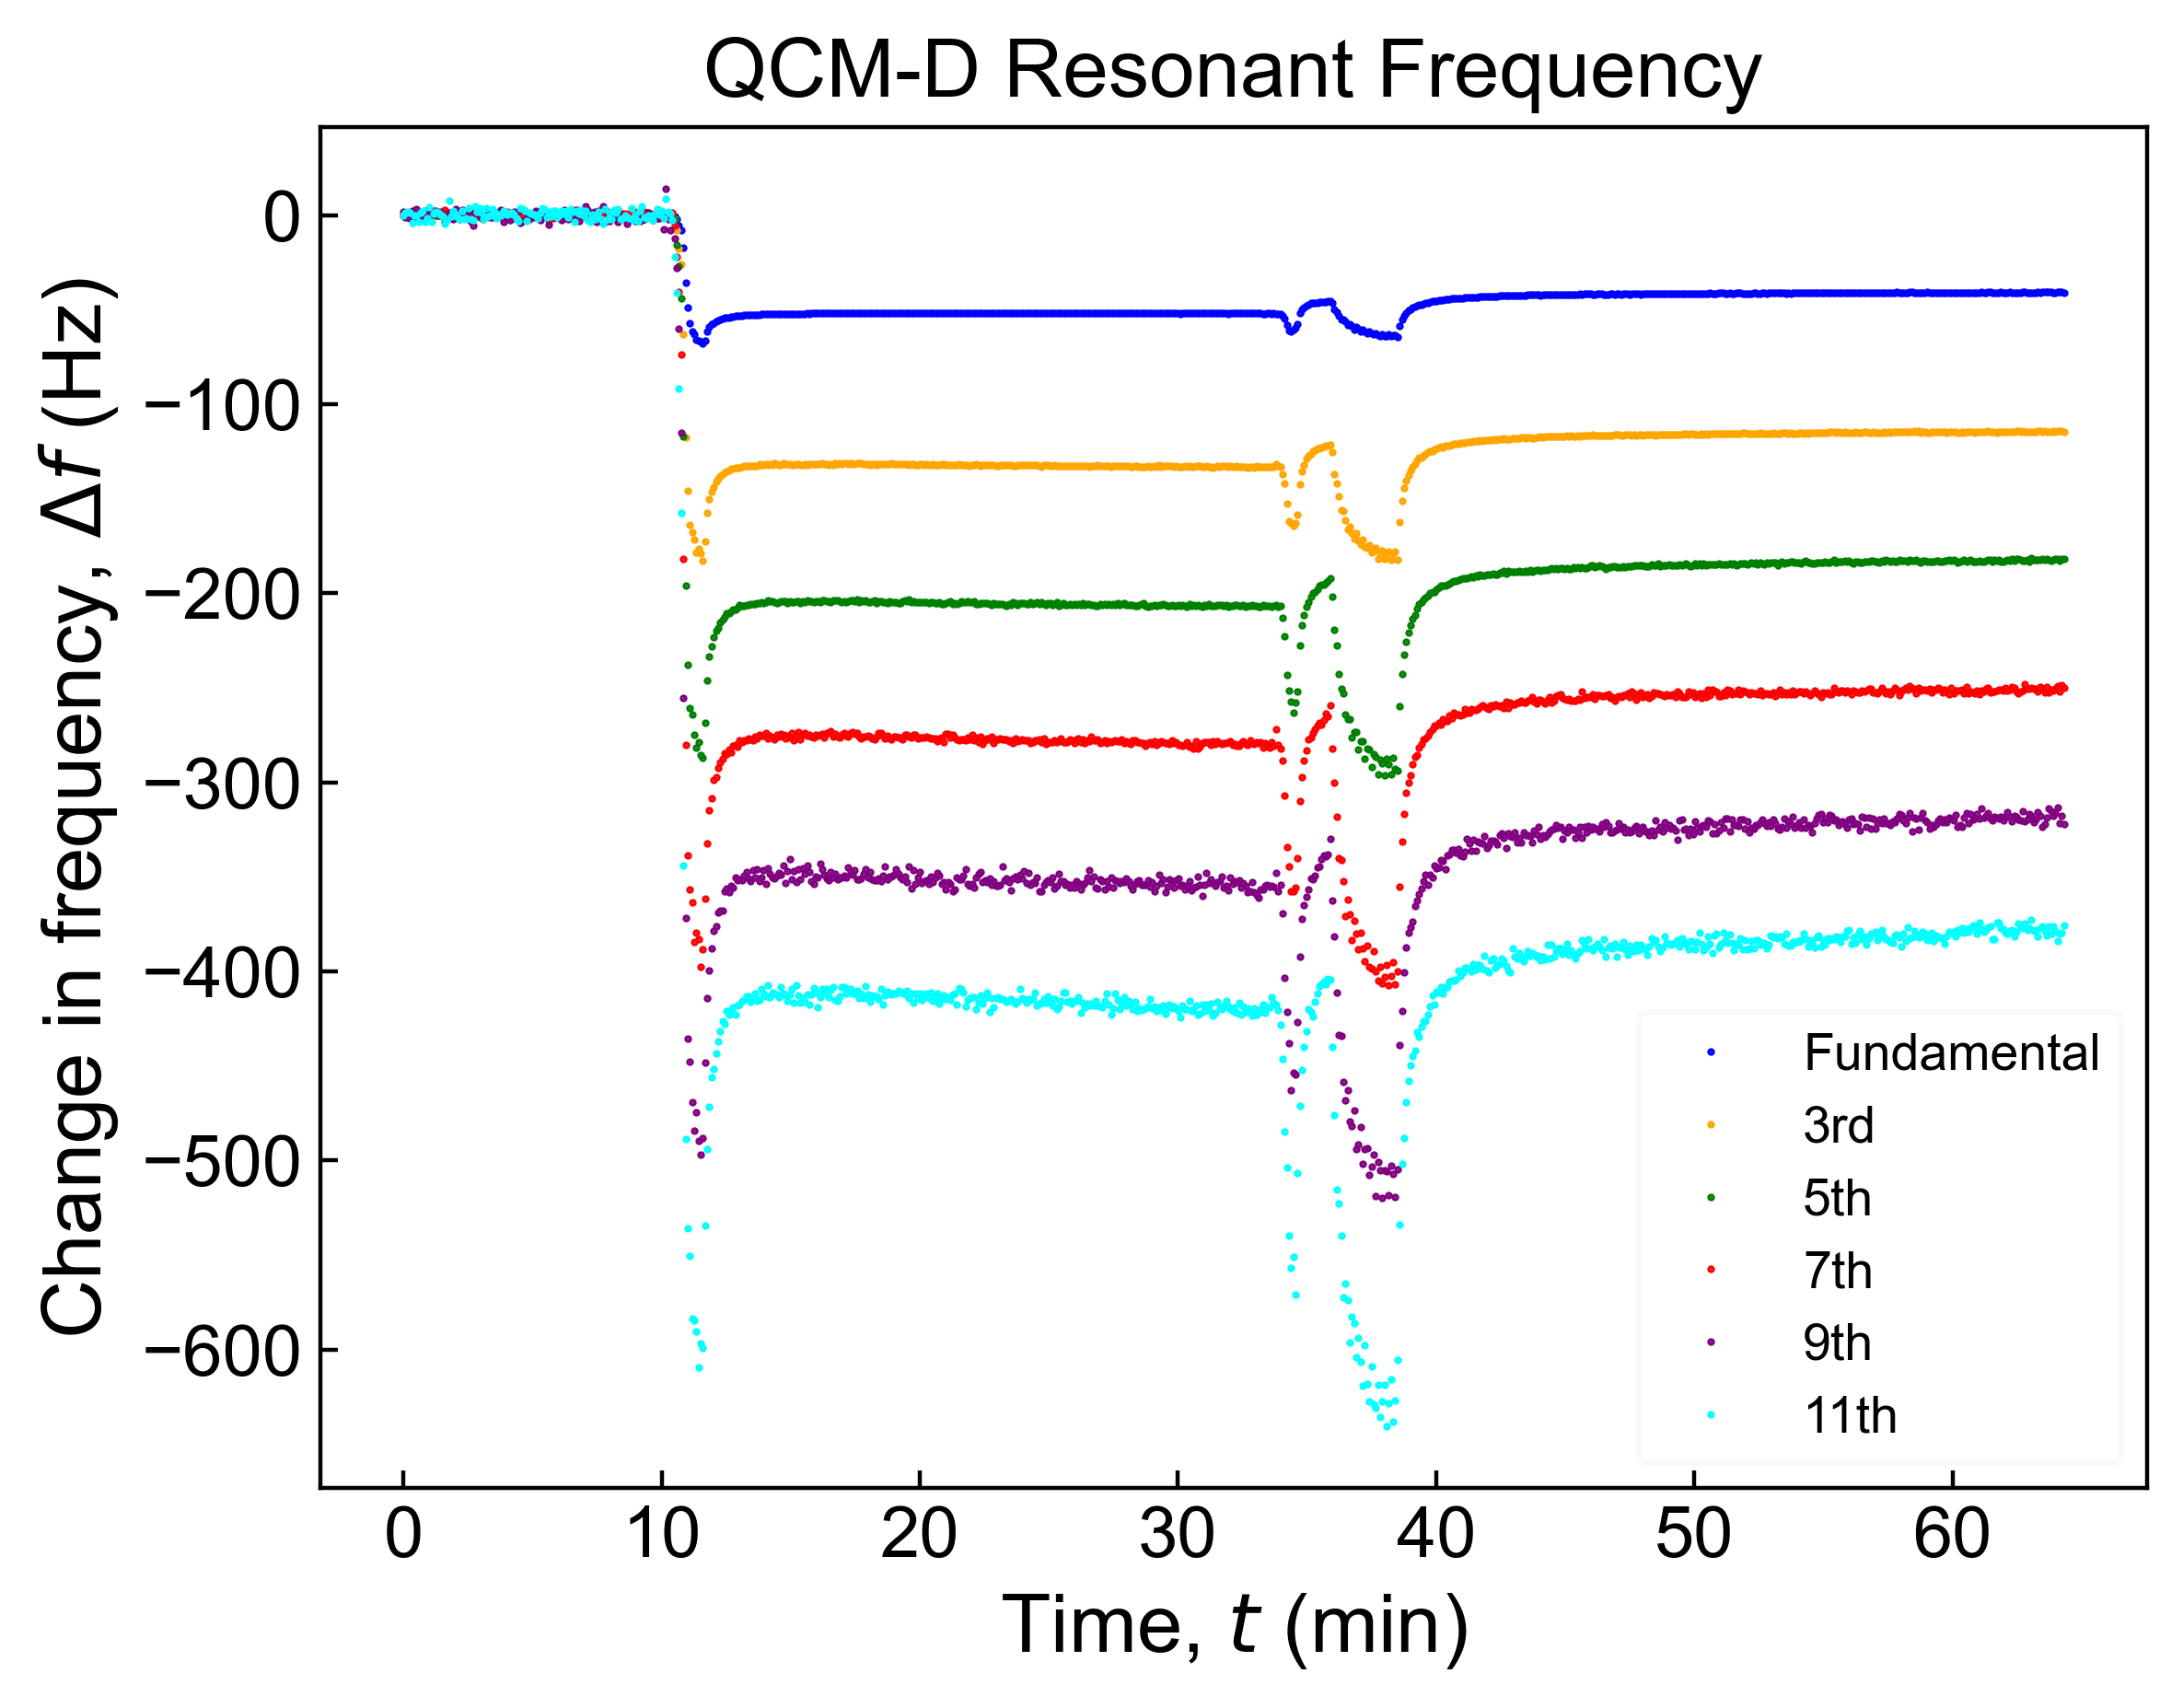 QCM-D Resonant Frequency
Change in frequency, Δf (Hz)
0
−100
−200
−300
−400
−500
−600
Fundamental
3rd
5th
7th
9th
11th
0 10 20 30 40 50 60
Time, t (min)